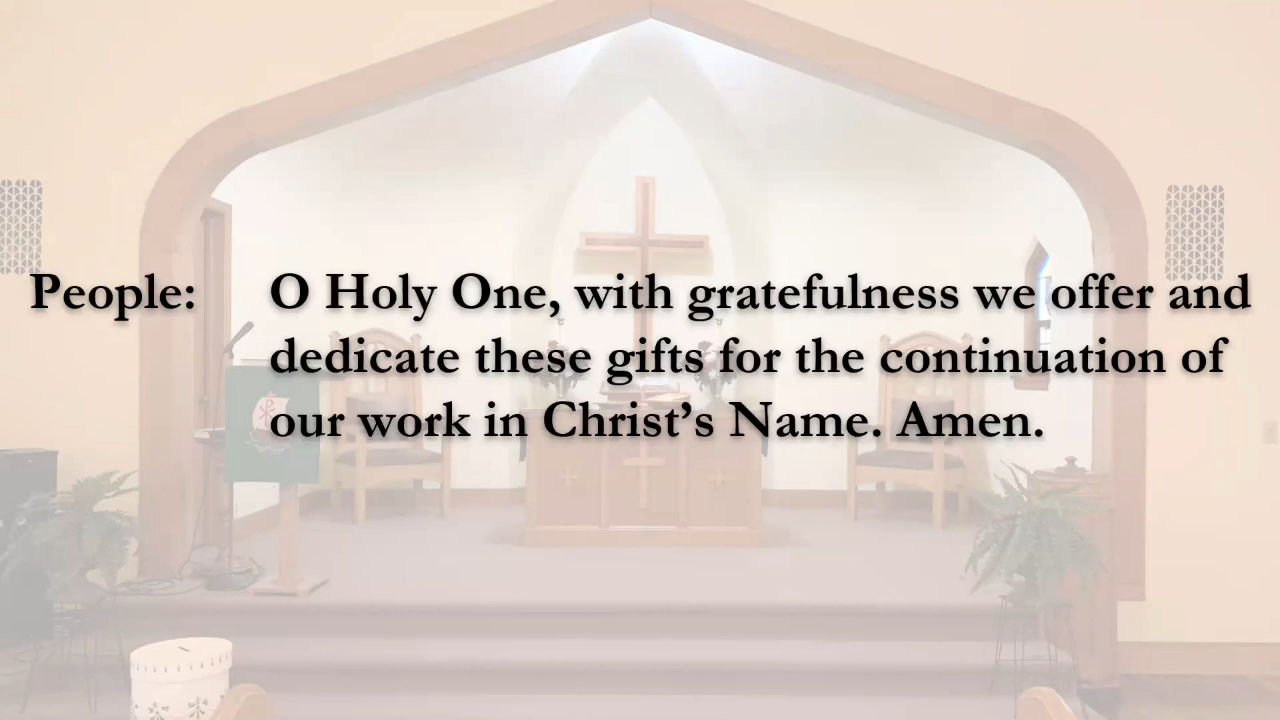 People: O Holy One, with gratefulness we offer and
dedicate these gifts for the continuation of
our work in Christ’s Name. Amen.